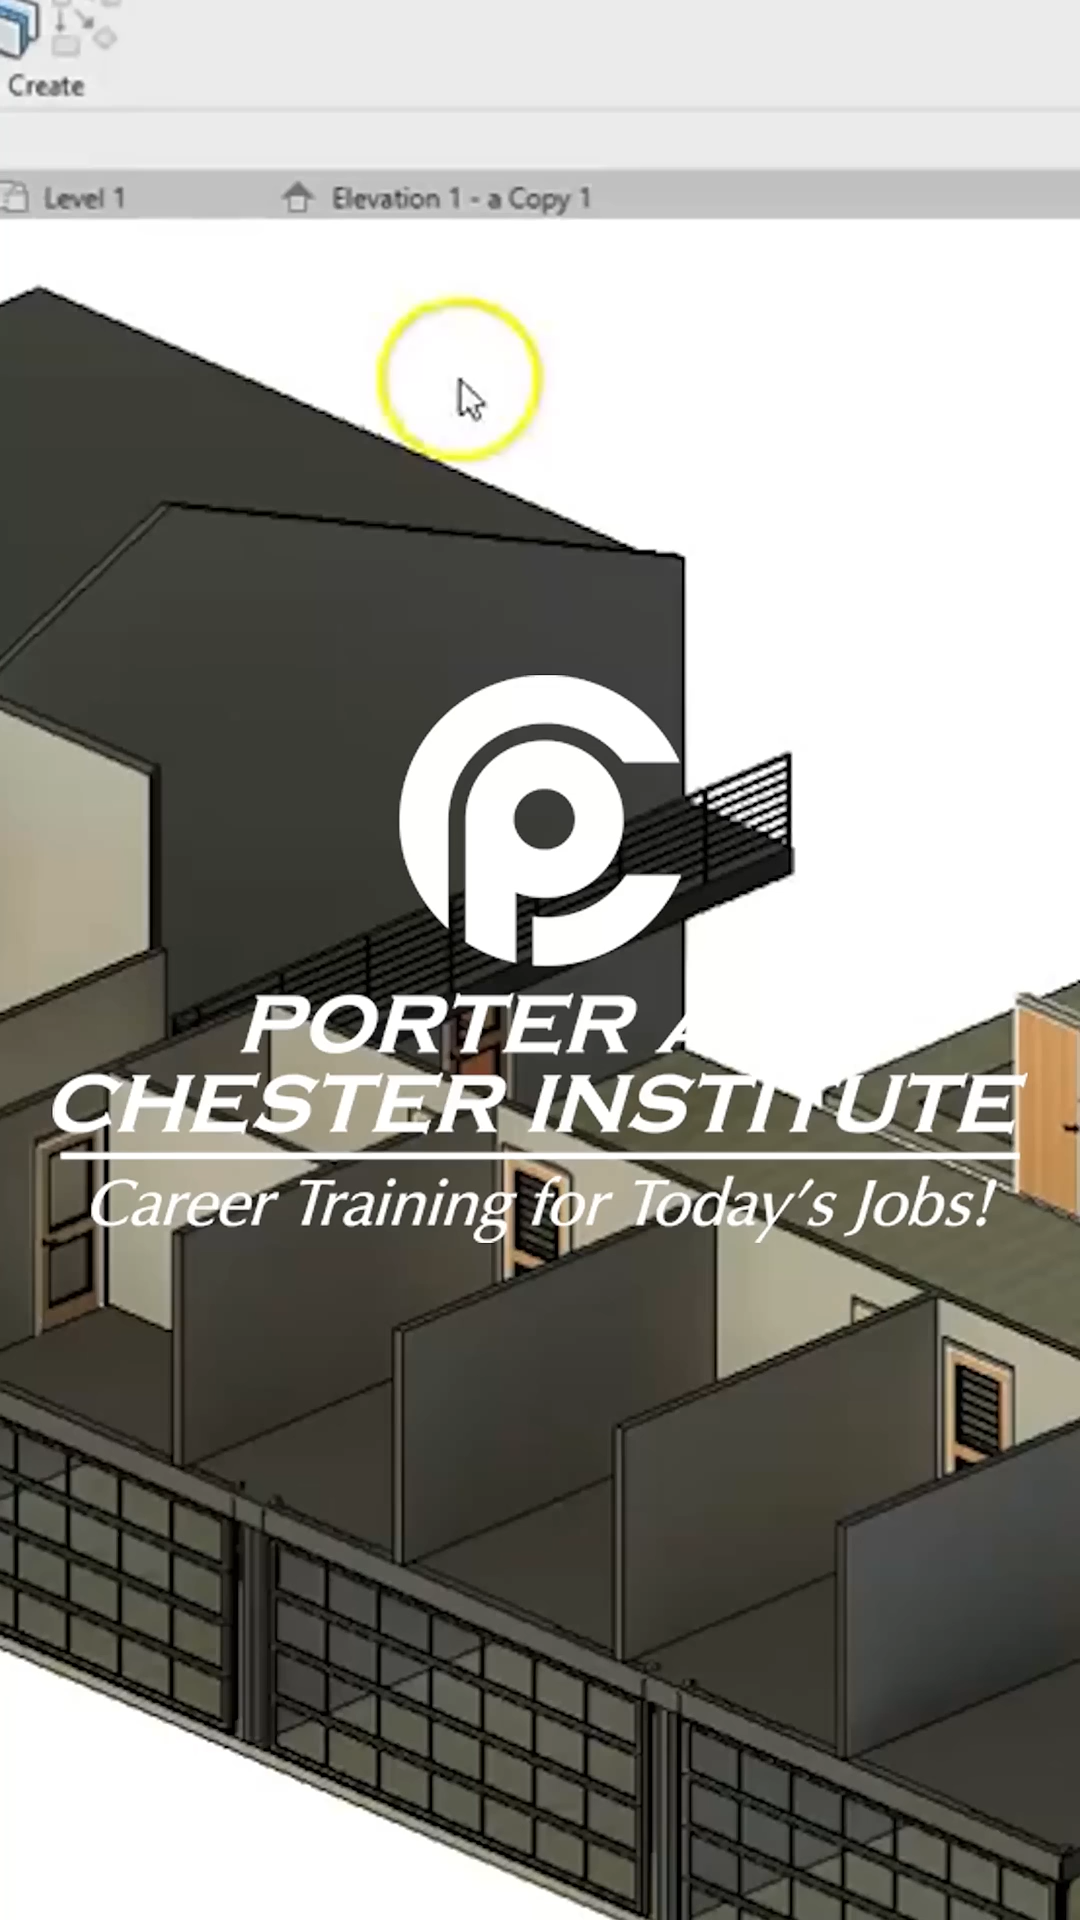 Create
Level 1
Elevation 1 - a Copy 1
PORTER A
CHESTER INSTITUTE
Career Training for Today's Jobs!